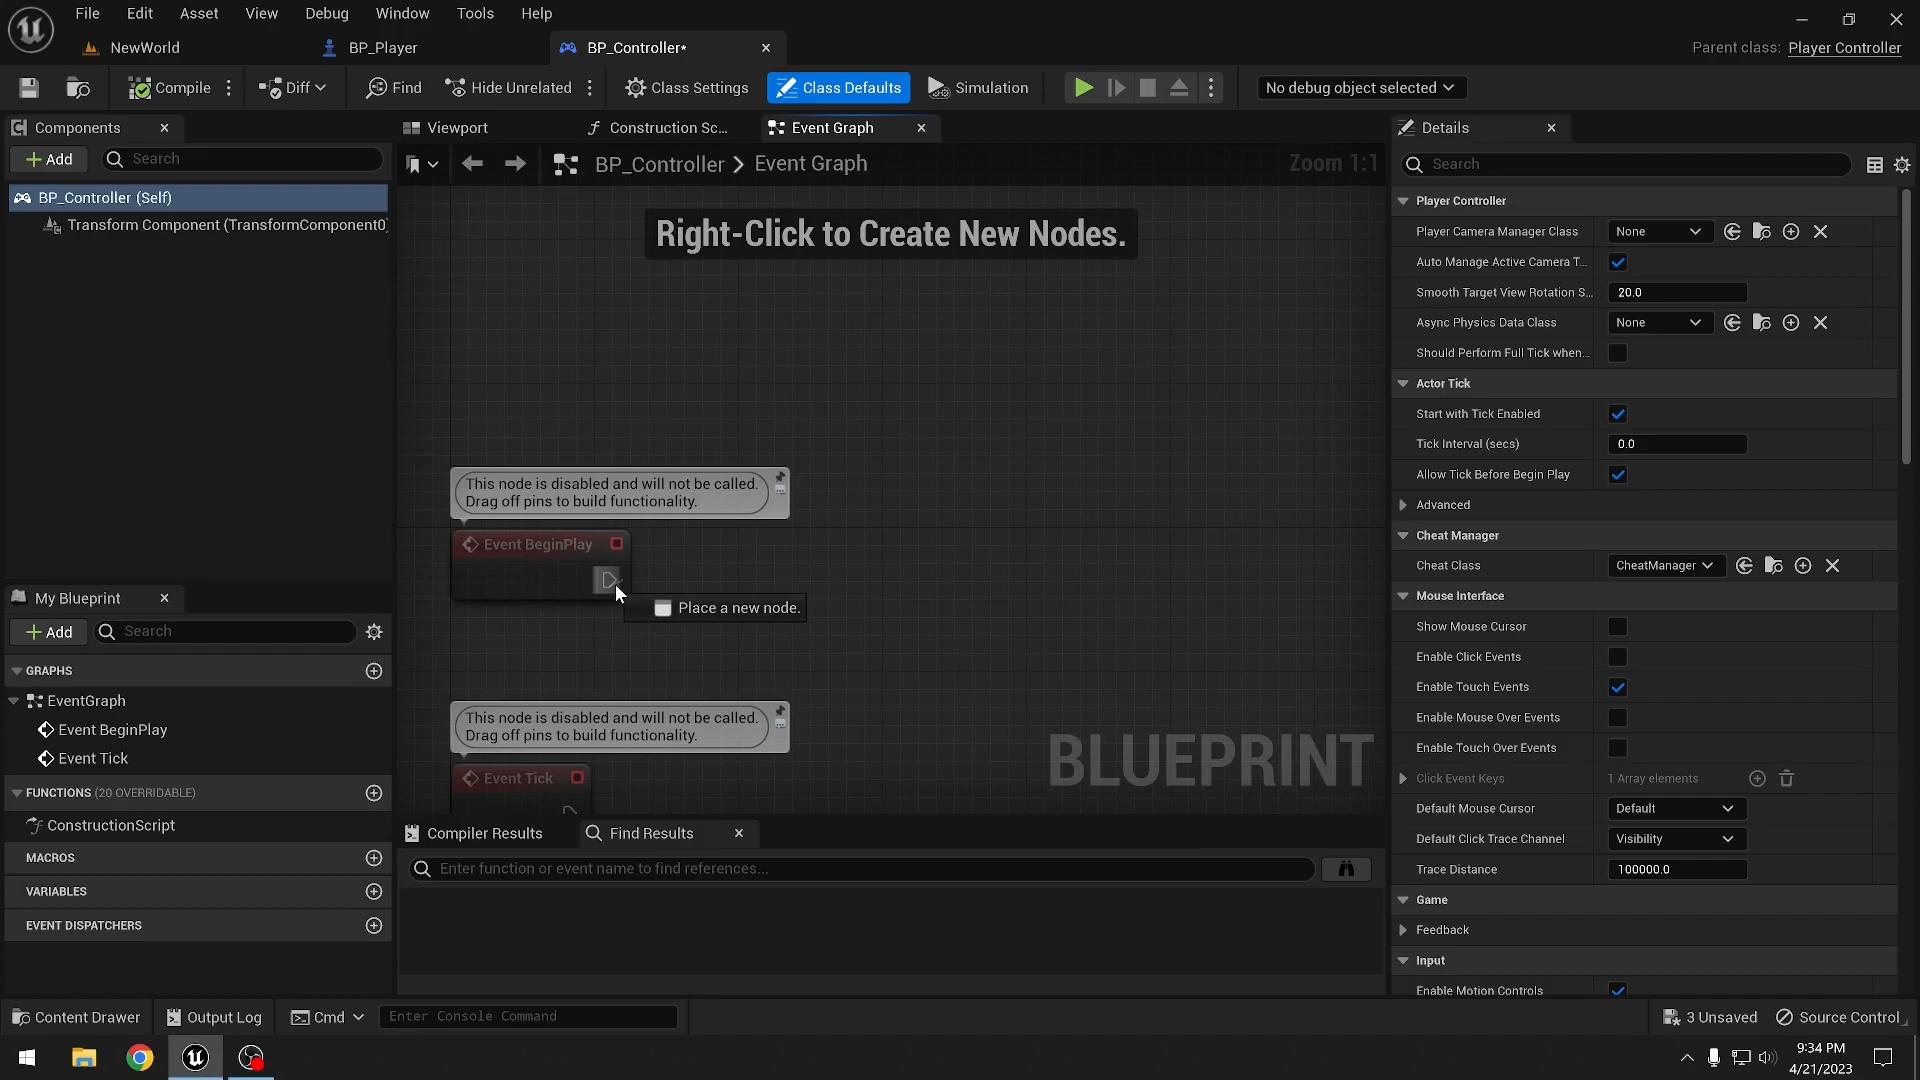 File Edit Asset View Debug Window Tools Help
NewWorld BP_Player BP_Controller* Parent class: Player Controller
Compile Diff Find Hide Unrelated Class Settings Class Defaults Simulation No debug object selected
Components
Add Search
BP_Controller (Self)
Transform Component (TransformComponent0)
Viewport Construction Sc... Event Graph
BP_Controller > Event Graph Zoom 1:1
Right-Click to Create New Nodes.
This node is disabled and will not be called.
Drag off pins to build functionality.
Event BeginPlay
Place a new node.
This node is disabled and will not be called.
Drag off pins to build functionality.
Event Tick
BLUEPRINT
My Blueprint
Add Search
GRAPHS
EventGraph
Event BeginPlay
Event Tick
FUNCTIONS (20 OVERRIDABLE)
ConstructionScript
MACROS
VARIABLES
EVENT DISPATCHERS
Compiler Results Find Results
Enter function or event name to find references...
Details
Search
Player Controller
Player Camera Manager Class None
Auto Manage Active Camera T...
Smooth Target View Rotation S... 20.0
Async Physics Data Class None
Should Perform Full Tick when...
Actor Tick
Start with Tick Enabled
Tick Interval (secs) 0.0
Allow Tick Before Begin Play
Advanced
Cheat Manager
Cheat Class CheatManager
Mouse Interface
Show Mouse Cursor
Enable Click Events
Enable Touch Events
Enable Mouse Over Events
Enable Touch Over Events
Click Event Keys 1 Array elements
Default Mouse Cursor Default
Default Click Trace Channel Visibility
Trace Distance 100000.0
Game
Feedback
Input
Enable Motion Controls
Content Drawer Output Log Cmd Enter Console Command 3 Unsaved Source Control
9:34 PM
4/21/2023